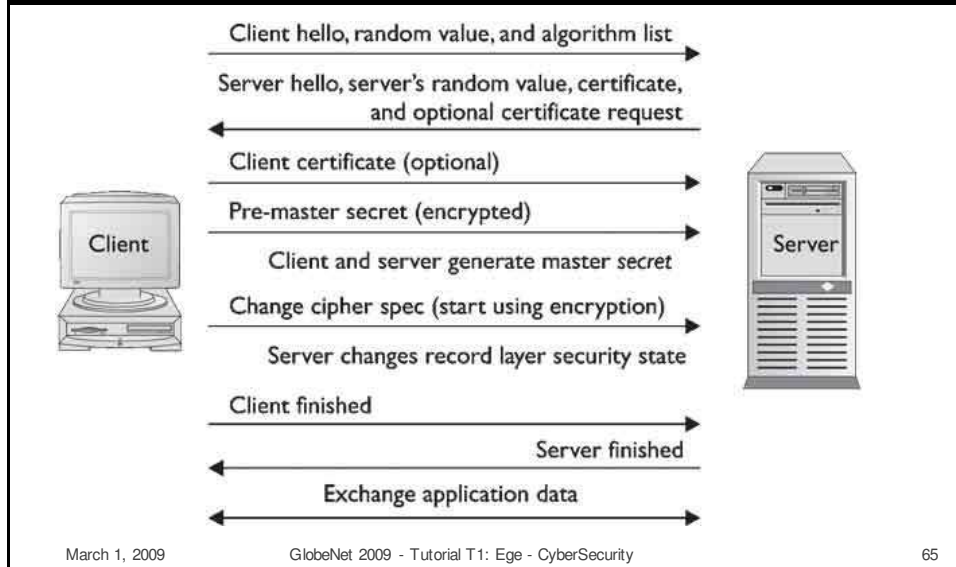 Client hello, random value, and algorithm list
Server hello, server's random value, certificate,
and optional certificate request
Client certificate (optional)
Pre-master secret (encrypted)
Client
Server
Client and server generate master secret
Change cipher spec (start using encryption)
Server changes record layer security state
Client finished
Server finished
Exchange application data
March 1, 2009 GlobeNet 2009 - Tutorial T1: Ege - CyberSecurity 65